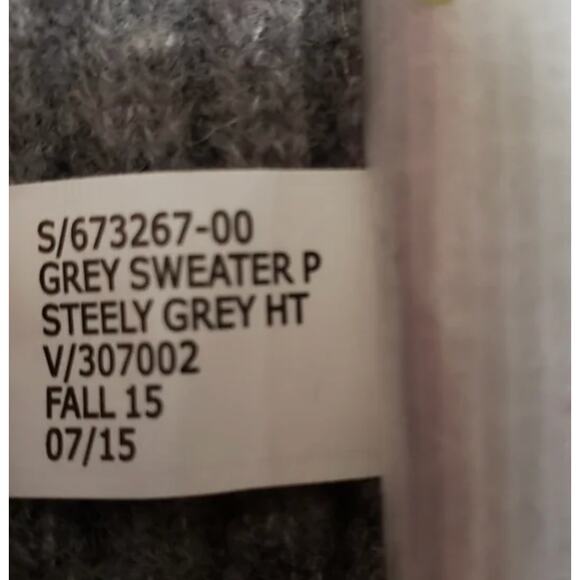 S/673267-00
GREY SWEATER P
STEELY GREY HT
V/307002
FALL 15
07/15